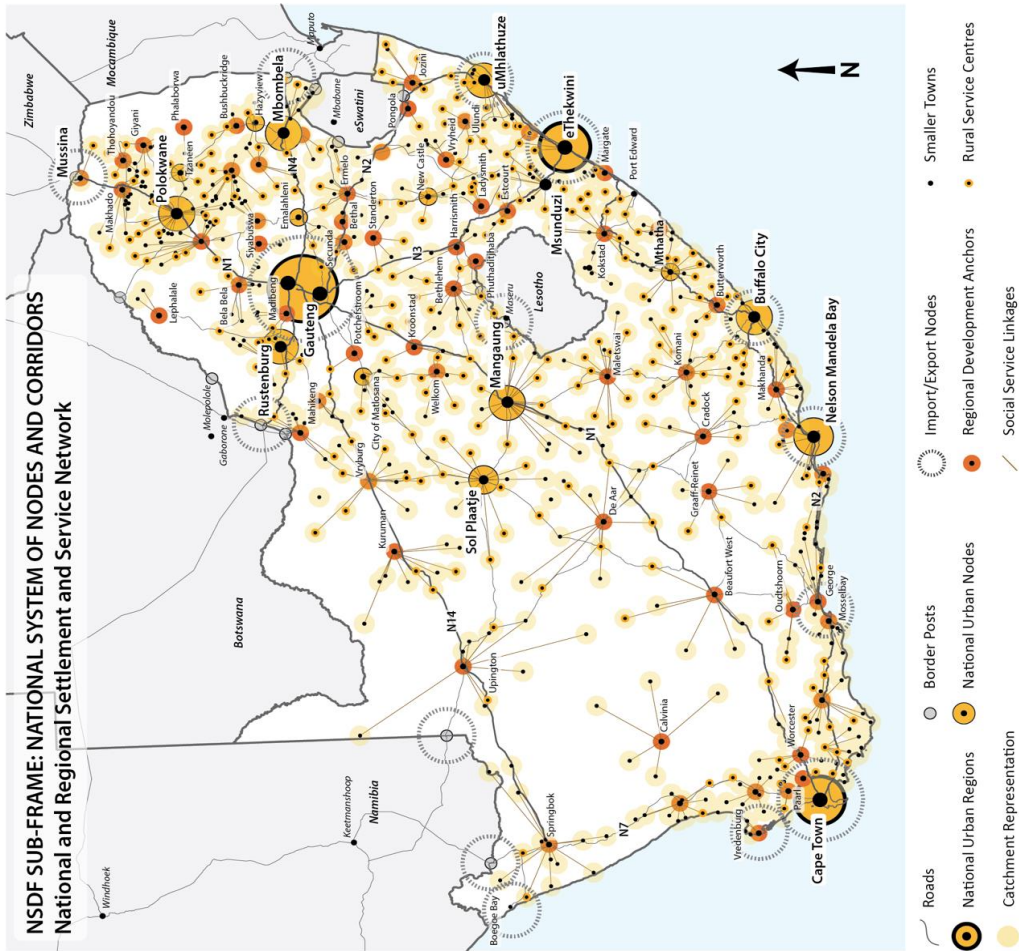 NSDF SUB-FRAME: NATIONAL SYSTEM OF NODES AND CORRIDORS
National and Regional Settlement and Service Network
Zimbabwe
Mocambique
Botswana
Namibia
eSwatini
Lesotho
Windhoek
Keetmanshoop
Gaborone
Molepolole
Maputo
Mbabane
Maseru
Mussina
Makhado
Thohoyandou
Giyani
Phalaborwa
Polokwane
Tzaneen
Bushbuckridge
Hazyview
Mbombela
Lephalale
Bela Bela
N1
Siyabuswa
Emalahleni
N4
Rustenburg
Madibeng
Gauteng
Secunda
Bethal
Ermelo
N2
Standerton
Mahikeng
Potchefstroom
City of Matlosana
Vryburg
Kuruman
N14
Upington
Kroonstad
Welkom
N3
New Castle
Pongola
Jozini
Vryheid
Ulundi
uMhlathuze
Ladysmith
Estcourt
Harrismith
Bethlehem
Phuthaditjhaba
Mangaung
Sol Plaatje
Msunduzi
eThekwini
Margate
Port Edward
Kokstad
Mthatha
Butterworth
Buffalo City
Maletswai
Komani
Cradock
Makhanda
Nelson Mandela Bay
N2
N1
De Aar
Graaff-Reinet
Beaufort West
Oudtshoorn
George
Mosselbay
Calvinia
Springbok
Boegoe Bay
N7
Vredenburg
Worcester
Paarl
Cape Town
N
Roads
Border Posts
Import/Export Nodes
Smaller Towns
National Urban Regions
National Urban Nodes
Regional Development Anchors
Rural Service Centres
Catchment Representation
Social Service Linkages